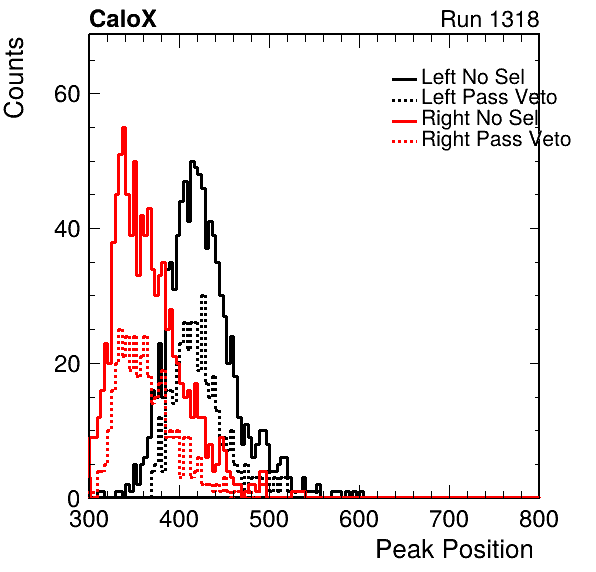 CaloX Run 1318
Counts
Left No Sel
Left Pass Veto
Right No Sel
Right Pass Veto
60
40
20
0
300 400 500 600 700 800
Peak Position